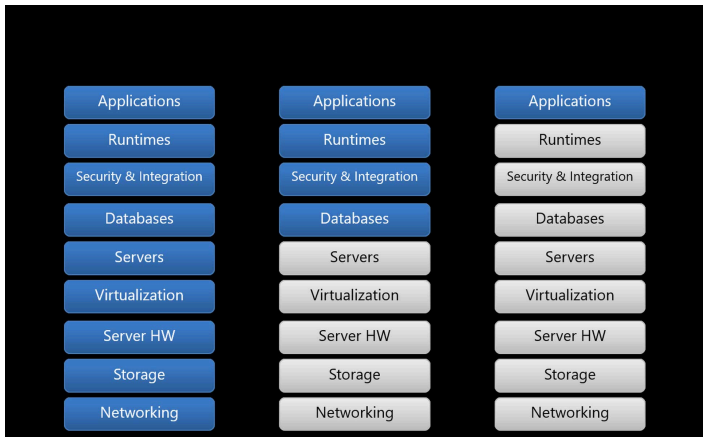 Applications
Runtimes
Security & Integration
Databases
Servers
Virtualization
Server HW
Storage
Networking
Applications
Runtimes
Security & Integration
Databases
Servers
Virtualization
Server HW
Storage
Networking
Applications
Runtimes
Security & Integration
Databases
Servers
Virtualization
Server HW
Storage
Networking